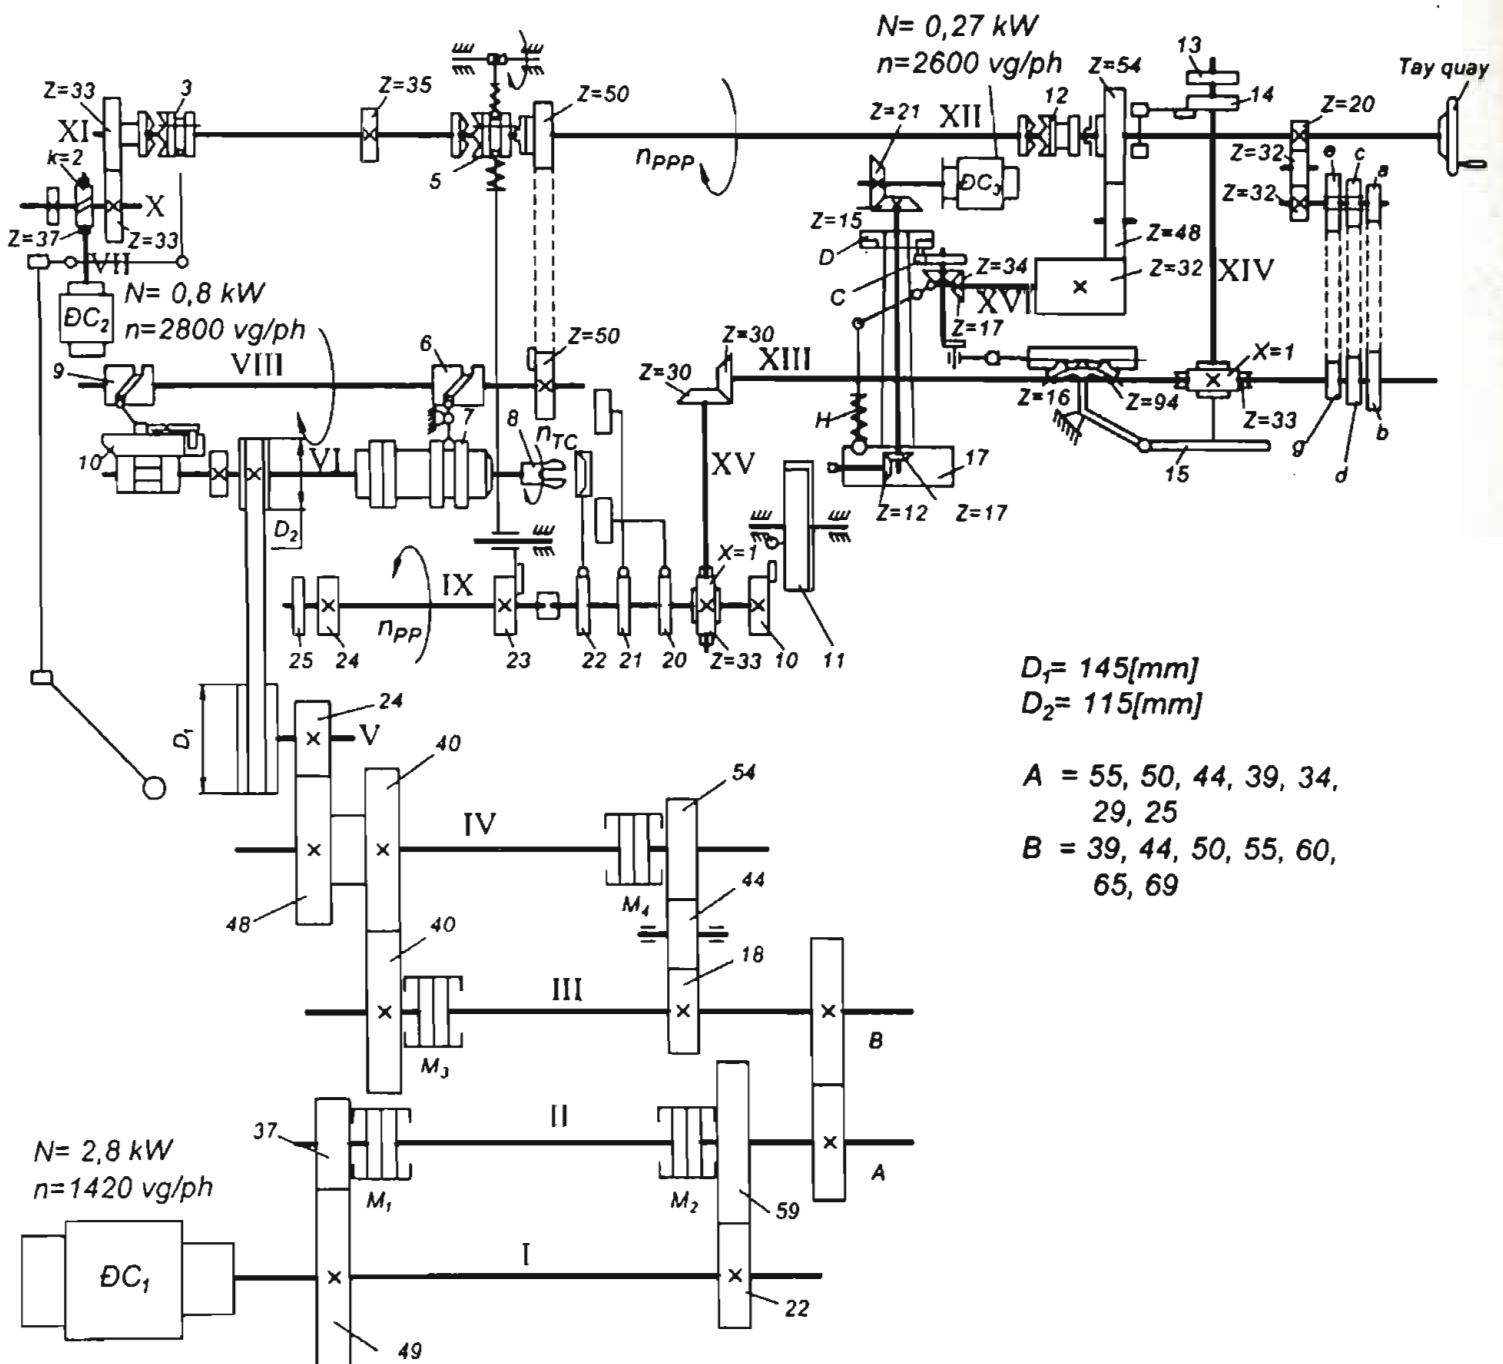 N= 0,27 kW
n=2600 vg/ph
13
Z=54
Tay quay
Z=33
3
Z=35
Z=50
12
14
Z=20
XI
Z=21
XII
k=2
5
nPPP
ĐC3
Z=32
e
c
a
X
Z=15
Z=32
Z=37
Z=33
D
Z=48
VII
C
Z=34
Z=32
XIV
N= 0,8 kW
XVI
ĐC2
n=2800 vg/ph
Z=17
Z=30
9
VIII
6
Z=50
XIII
X=1
Z=30
Z=16
Z=94
Z=33
H
7
8
nTC
g
b
10
VI
XV
17
15
d
D2
Z=12
Z=17
X=1
IX
nPP
25
24
23
22
21
20
Z=33
10
11
D1= 145[mm]
D2= 115[mm]
24
D1
V
40
54
A = 55, 50, 44, 39, 34,
29, 25
IV
B = 39, 44, 50, 55, 60,
65, 69
48
M4
44
40
18
III
M3
B
37
II
N= 2,8 kW
n=1420 vg/ph
M1
M2
A
59
I
ĐC1
22
49